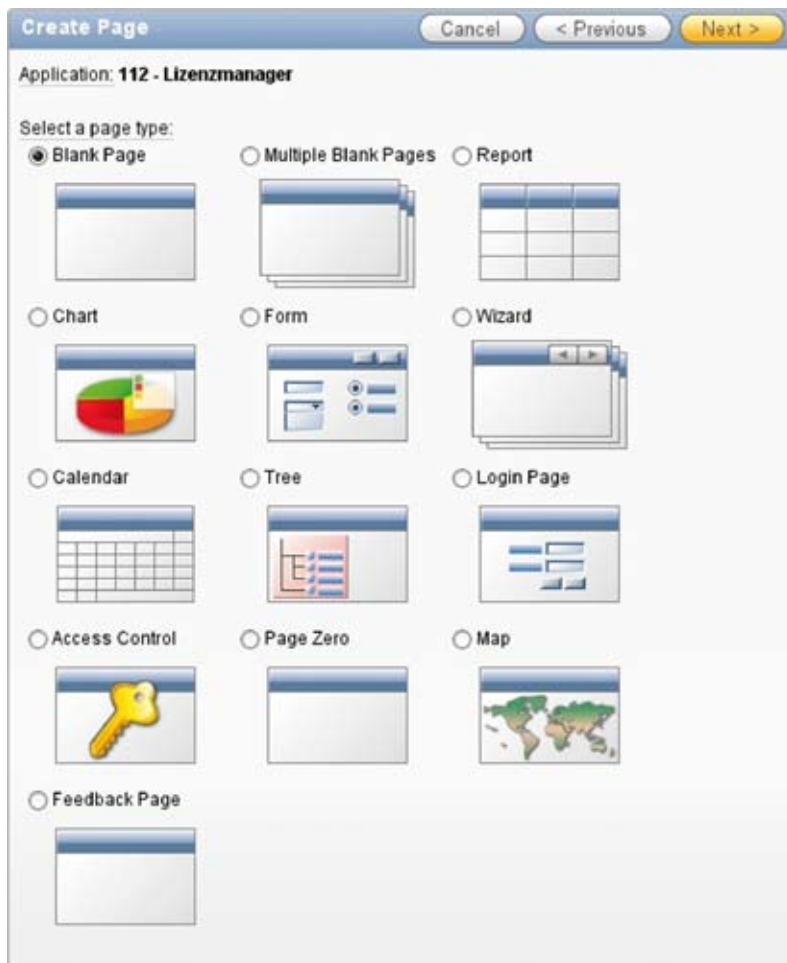 Create Page Cancel < Previous Next >
Application: 112 - Lizenzmanager
Select a page type:
Blank Page Multiple Blank Pages Report
Chart Form Wizard
Calendar Tree Login Page
Access Control Page Zero Map
Feedback Page